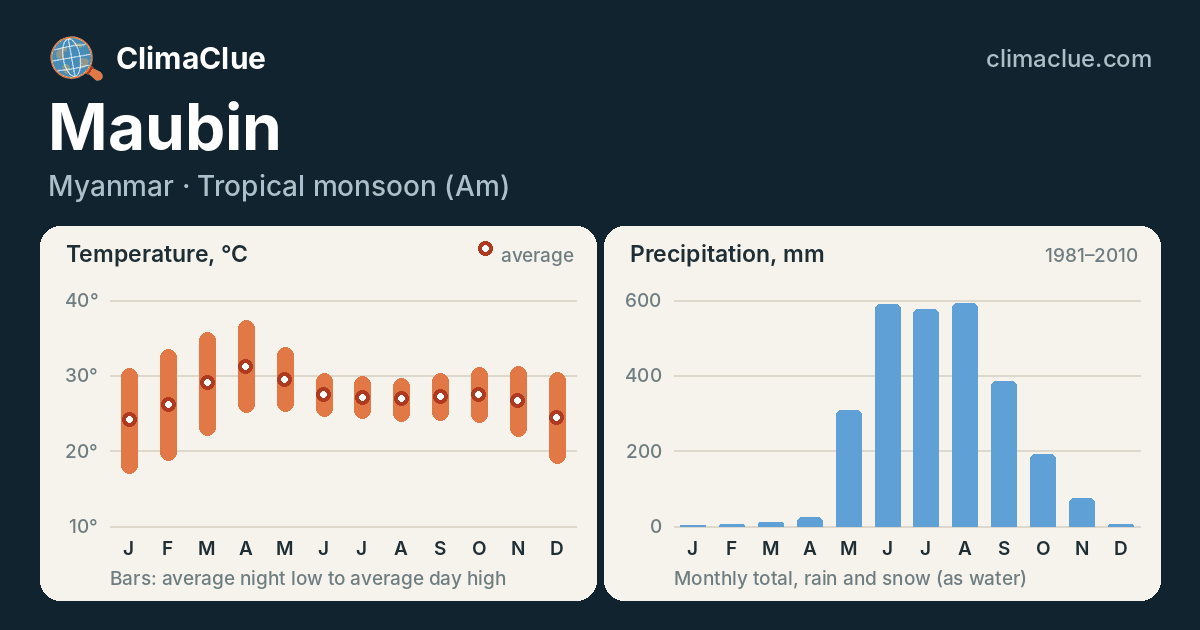 ClimaClue
climaclue.com
Maubin
Myanmar · Tropical monsoon (Am)
Temperature, °C
average
40°
30°
20°
10°
J F M A M J J A S O N D
Bars: average night low to average day high
Precipitation, mm
1981–2010
600
400
200
0
J F M A M J J A S O N D
Monthly total, rain and snow (as water)